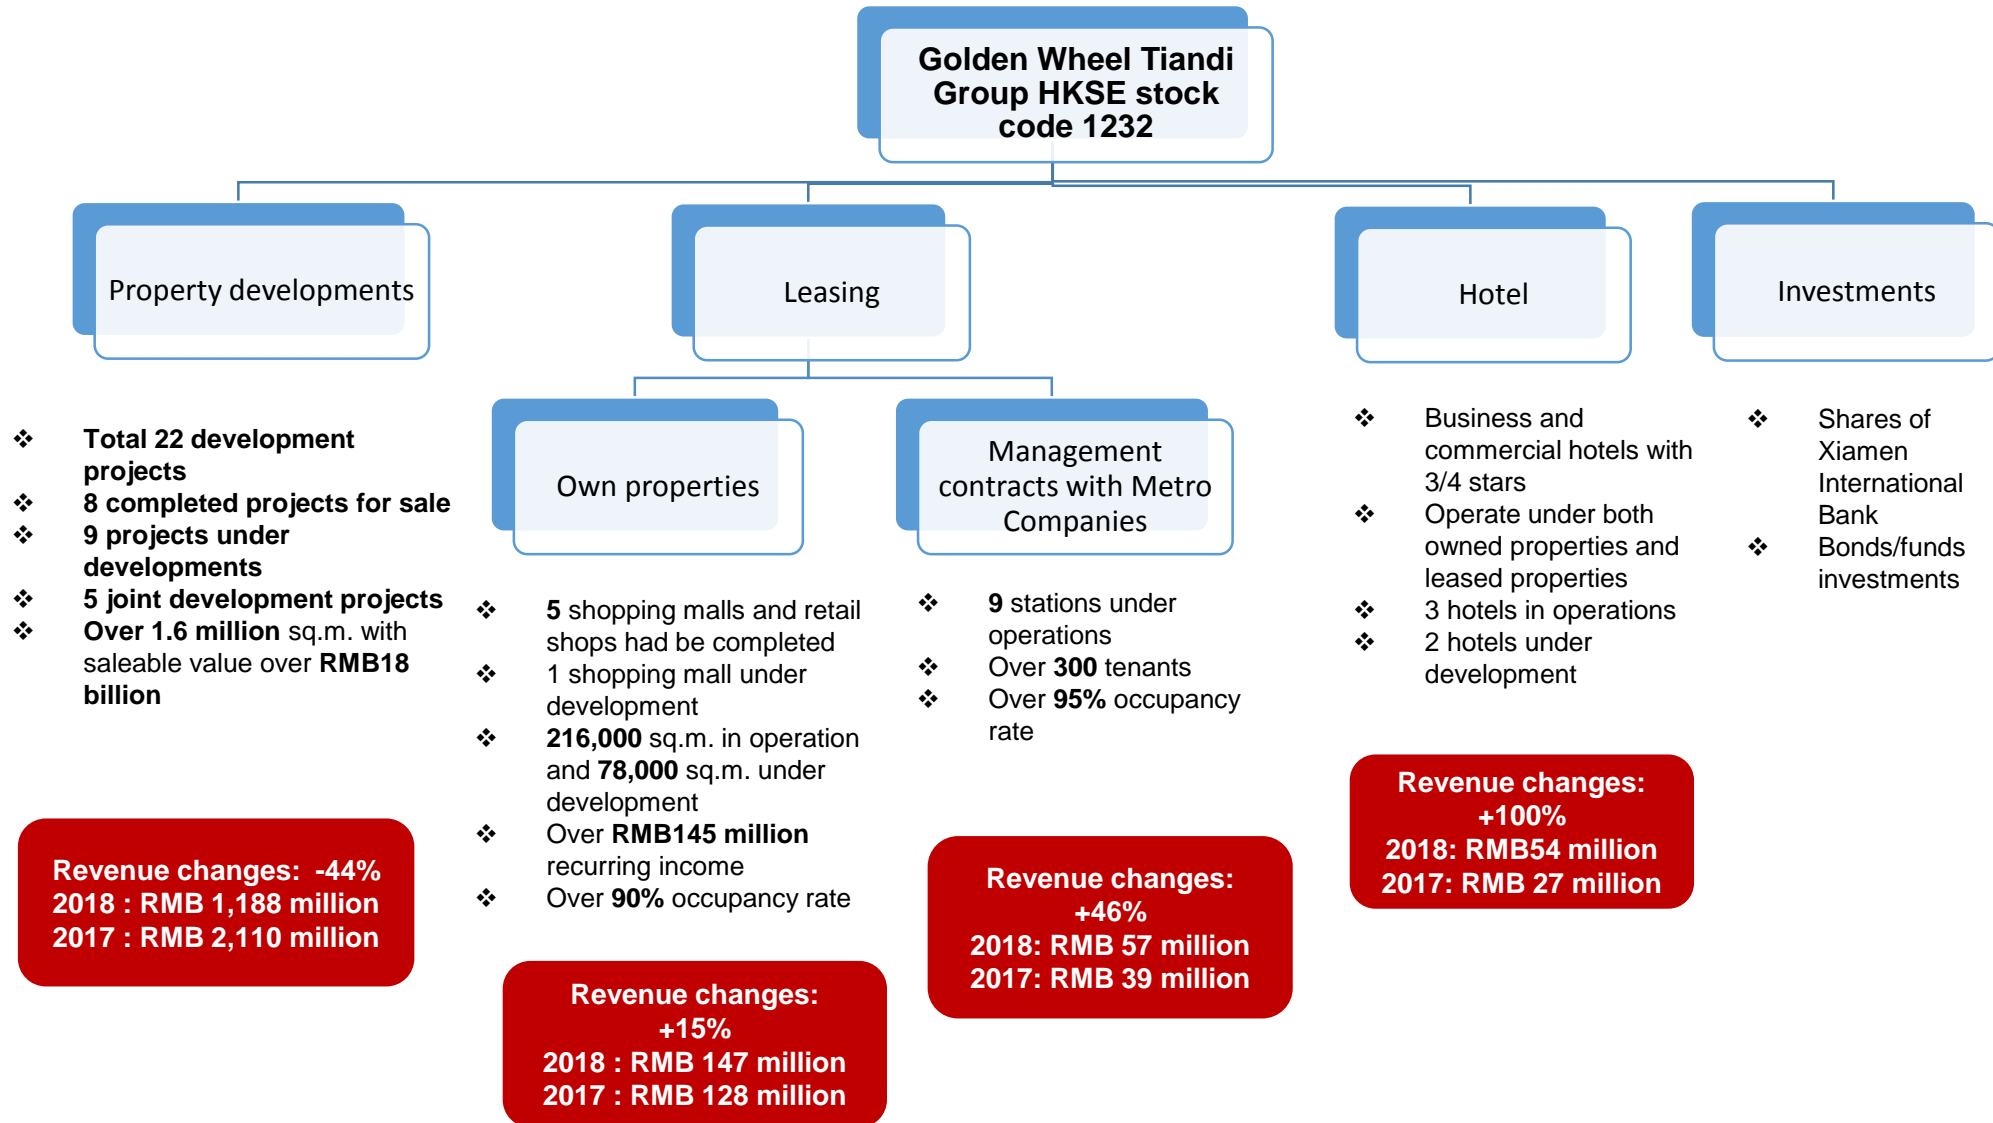 Golden Wheel Tiandi
Group HKSE stock
code 1232
Property developments
Leasing
Hotel
Investments
❖ Total 22 development
projects
❖ 8 completed projects for sale
❖ 9 projects under
developments
❖ 5 joint development projects
❖ Over 1.6 million sq.m. with
saleable value over RMB18
billion
Revenue changes: -44%
2018 : RMB 1,188 million
2017 : RMB 2,110 million
Own properties
❖ 5 shopping malls and retail
shops had be completed
❖ 1 shopping mall under
development
❖ 216,000 sq.m. in operation
and 78,000 sq.m. under
development
❖ Over RMB145 million
recurring income
❖ Over 90% occupancy rate
Revenue changes:
+15%
2018 : RMB 147 million
2017 : RMB 128 million
Management
contracts with Metro
Companies
❖ 9 stations under
operations
❖ Over 300 tenants
❖ Over 95% occupancy
rate
Revenue changes:
+46%
2018: RMB 57 million
2017: RMB 39 million
❖ Business and
commercial hotels with
3/4 stars
❖ Operate under both
owned properties and
leased properties
❖ 3 hotels in operations
❖ 2 hotels under
development
Revenue changes:
+100%
2018: RMB54 million
2017: RMB 27 million
❖ Shares of
Xiamen
International
Bank
❖ Bonds/funds
investments